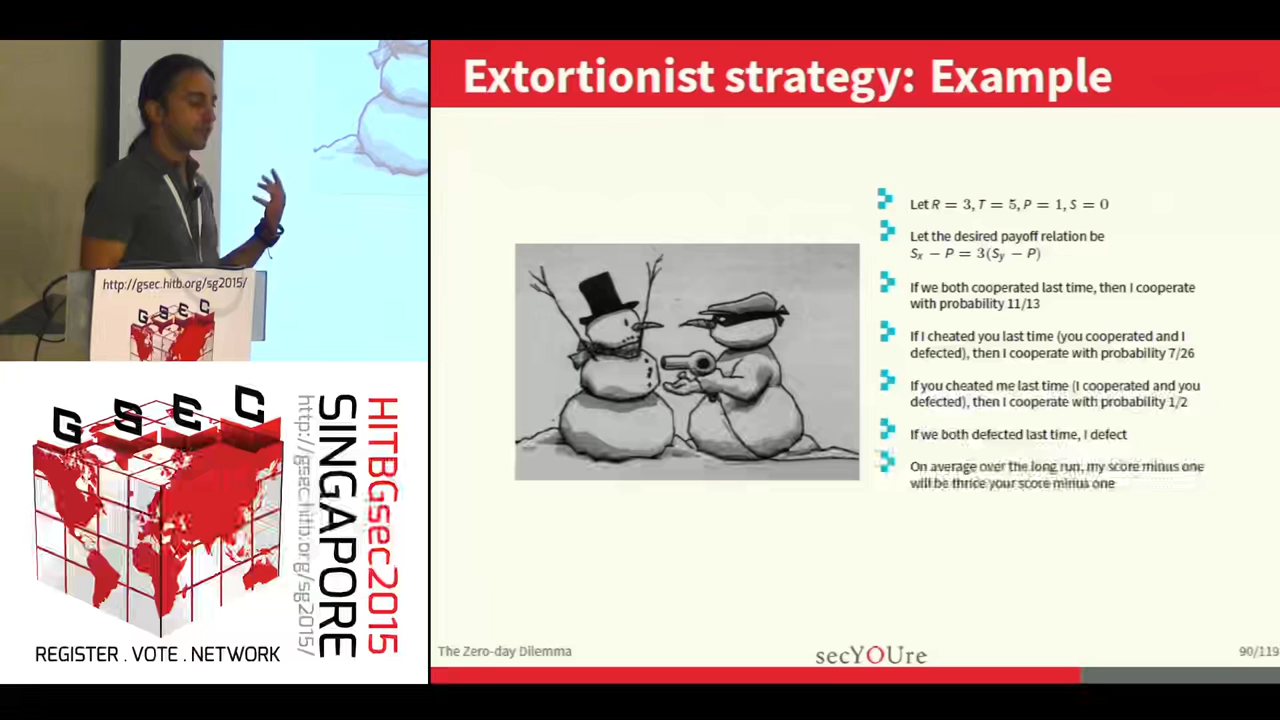 Extortionist strategy: Example
Let R = 3, T = 5, P = 1, S = 0
Let the desired payoff relation be
Sₓ − P = 3(Sᵧ − P)
If we both cooperated last time, then I cooperate
with probability 11/13
If I cheated you last time (you cooperated and I
defected), then I cooperate with probability 7/26
If you cheated me last time (I cooperated and you
defected), then I cooperate with probability 1/2
If we both defected last time, I defect
On average over the long run, my score minus one
will be thrice your score minus one
The Zero-day Dilemma
secYOUre
90/119
http://gsec.hitb.org/sg2015/
GSEC
GSEC
HITBGsec2015
SINGAPORE
http://gsec.hitb.org/sg2015/
REGISTER . VOTE . NETWORK